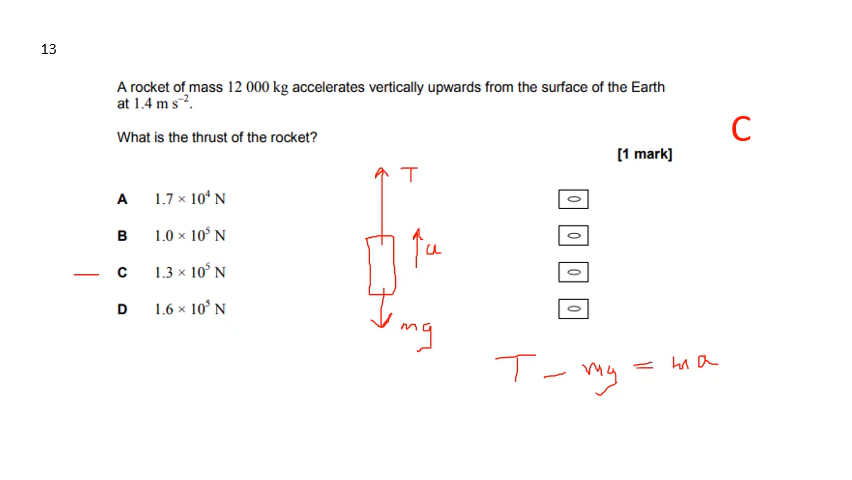 13
A rocket of mass 12 000 kg accelerates vertically upwards from the surface of the Earth
at 1.4 m s⁻².
C
What is the thrust of the rocket?
[1 mark]
T
A 1.7 × 10⁴ N
B 1.0 × 10⁵ N
a
C 1.3 × 10⁵ N
D 1.6 × 10⁵ N
mg
T - mg = ma